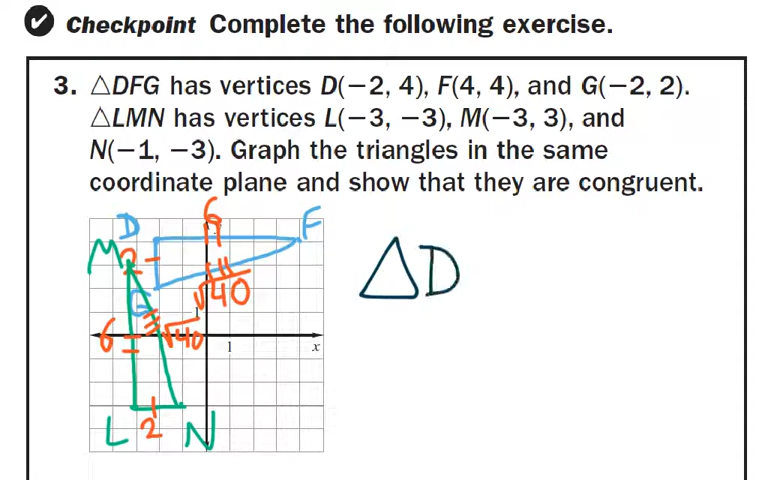 ✓ Checkpoint Complete the following exercise.
3. △DFG has vertices D(−2, 4), F(4, 4), and G(−2, 2).
△LMN has vertices L(−3, −3), M(−3, 3), and
N(−1, −3). Graph the triangles in the same
coordinate plane and show that they are congruent.
D 6 F
M 2
G √40
1
6 √40 1 x
L 2 N
△D